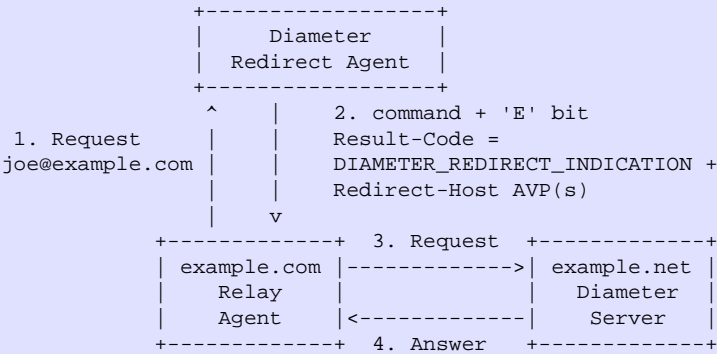 Diameter
Redirect Agent
2. command + 'E' bit
1. Request
Result-Code =
joe@example.com
DIAMETER_REDIRECT_INDICATION +
Redirect-Host AVP(s)
3. Request
example.com
example.net
Relay
Diameter
Agent
Server
4. Answer